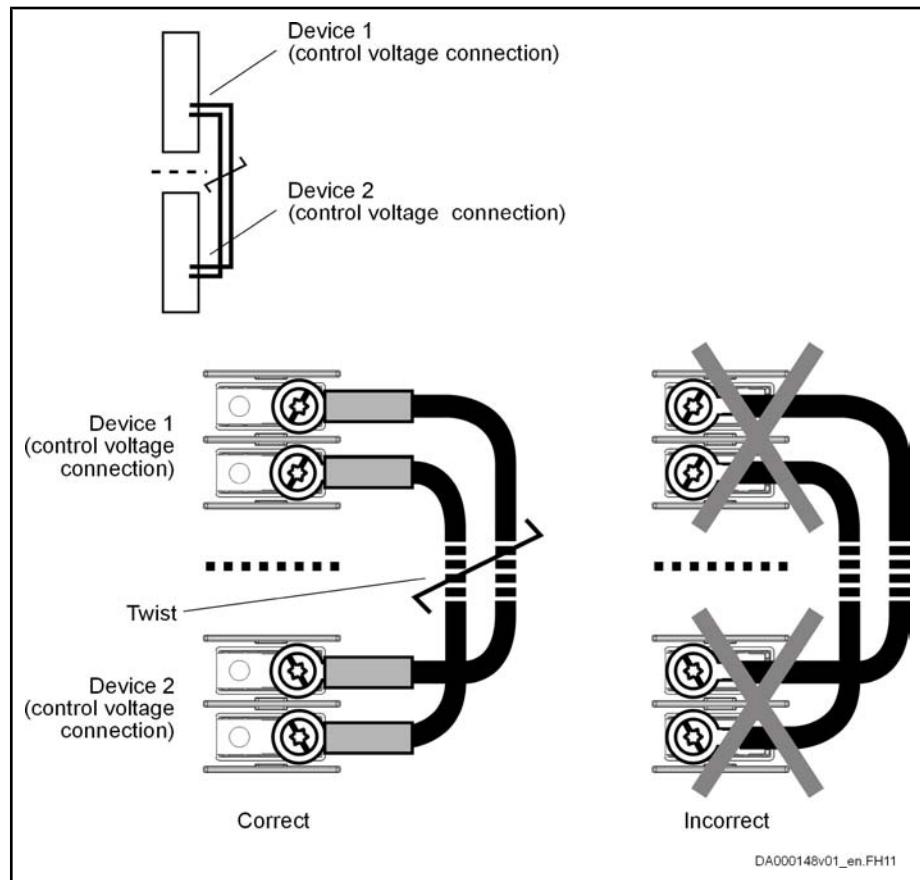 Device 1
(control voltage connection)
Device 2
(control voltage connection)
Device 1
(control voltage
connection)
Twist
Device 2
(control voltage
connection)
Correct
Incorrect
DA000148v01_en.FH11